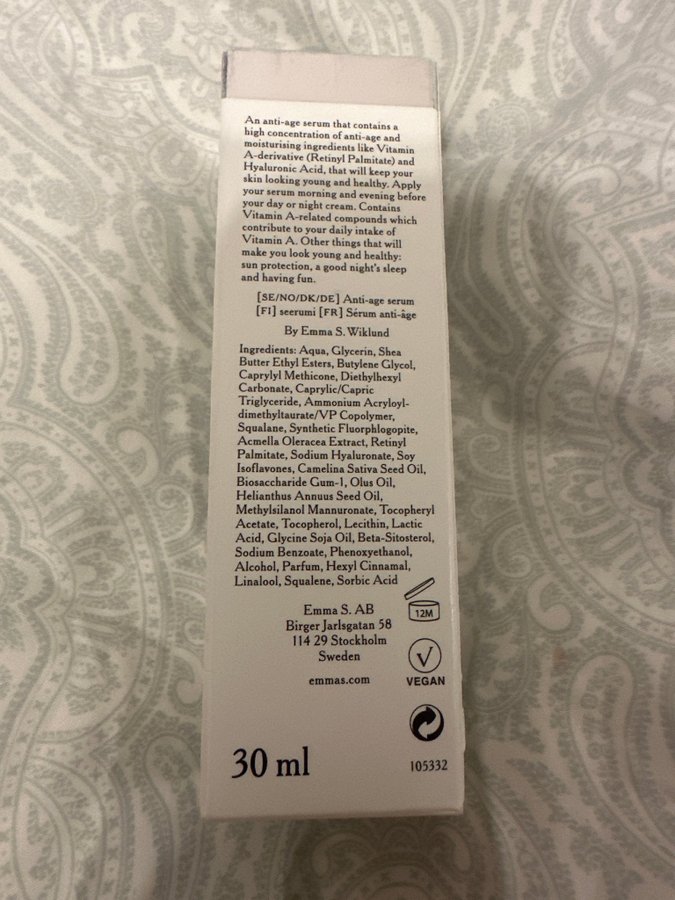 An anti-age serum that contains a
high concentration of anti-age and
moisturising ingredients like Vitamin
A-derivative (Retinyl Palmitate) and
Hyaluronic Acid, that will keep your
skin looking young and healthy. Apply
your serum morning and evening before
your day or night cream. Contains
Vitamin A-related compounds which
contribute to your daily intake of
Vitamin A. Other things that will
make you look young and healthy:
sun protection, a good night's sleep
and having fun.
[SE/NO/DK/DE] Anti-age serum
[FI] seerumi [FR] Sérum anti-âge
By Emma S. Wiklund
Ingredients: Aqua, Glycerin, Shea
Butter Ethyl Esters, Butylene Glycol,
Caprylyl Methicone, Diethylhexyl
Carbonate, Caprylic/Capric
Triglyceride, Ammonium Acryloyl-
dimethyltaurate/VP Copolymer,
Squalane, Synthetic Fluorphlogopite,
Acmella Oleracea Extract, Retinyl
Palmitate, Sodium Hyaluronate, Soy
Isoflavones, Camelina Sativa Seed Oil,
Biosaccharide Gum-1, Olus Oil,
Helianthus Annuus Seed Oil,
Methylsilanol Mannuronate, Tocopheryl
Acetate, Tocopherol, Lecithin, Lactic
Acid, Glycine Soja Oil, Beta-Sitosterol,
Sodium Benzoate, Phenoxyethanol,
Alcohol, Parfum, Hexyl Cinnamal,
Linalool, Squalene, Sorbic Acid
Emma S. AB
Birger Jarlsgatan 58
114 29 Stockholm
Sweden
emmas.com
12M
V
VEGAN
30 ml
105332